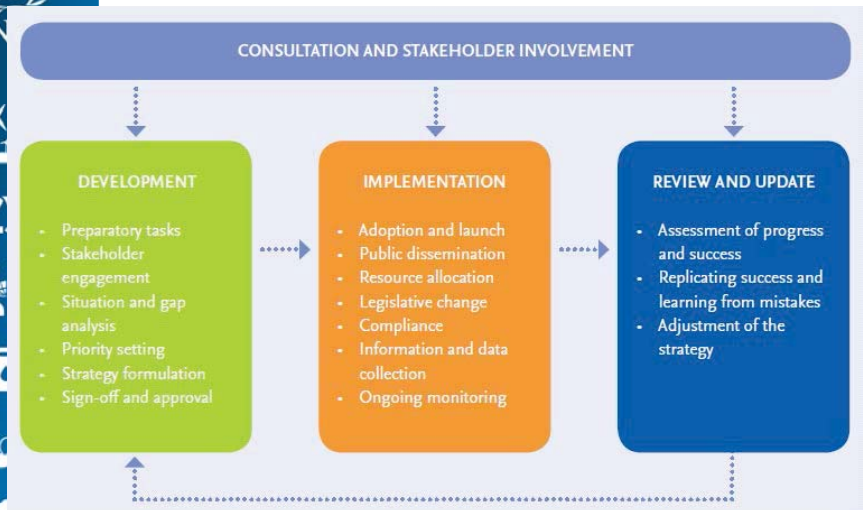 CONSULTATION AND STAKEHOLDER INVOLVEMENT
DEVELOPMENT
• Preparatory tasks
• Stakeholder
engagement
• Situation and gap
analysis
• Priority setting
• Strategy formulation
• Sign-off and approval
IMPLEMENTATION
• Adoption and launch
• Public dissemination
• Resource allocation
• Legislative change
• Compliance
• Information and data
collection
• Ongoing monitoring
REVIEW AND UPDATE
• Assessment of progress
and success
• Replicating success and
learning from mistakes
• Adjustment of the
strategy